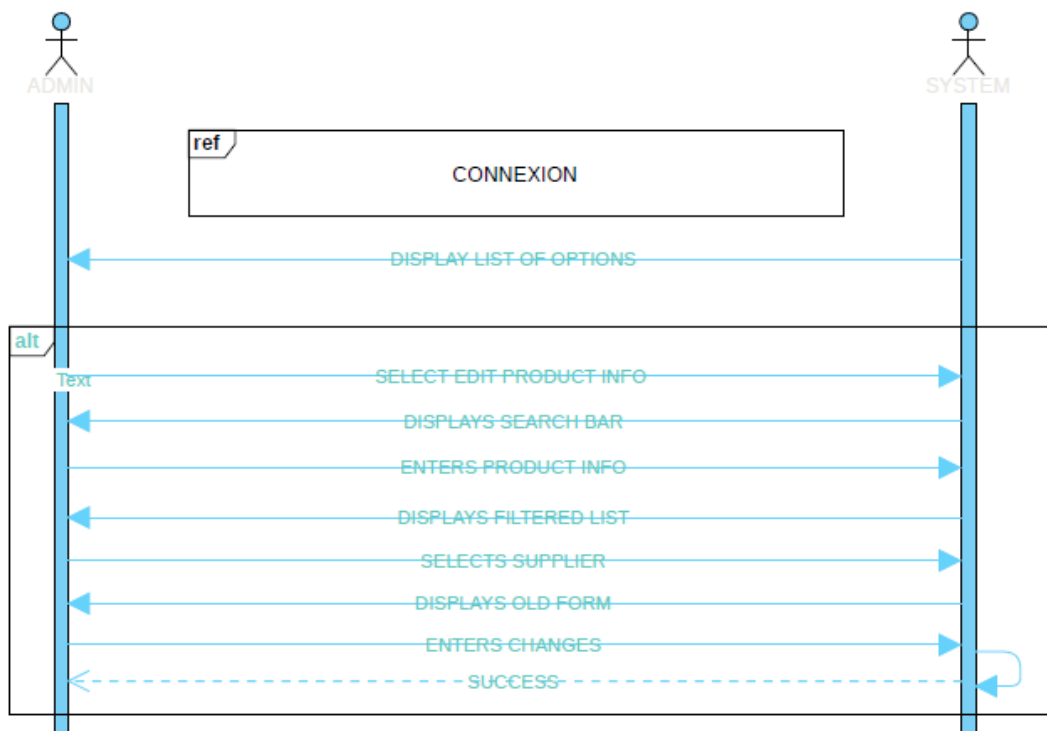 ADMIN
SYSTEM
ref
CONNEXION
DISPLAY LIST OF OPTIONS
alt
Text
SELECT EDIT PRODUCT INFO
DISPLAYS SEARCH BAR
ENTERS PRODUCT INFO
DISPLAYS FILTERED LIST
SELECTS SUPPLIER
DISPLAYS OLD FORM
ENTERS CHANGES
SUCCESS